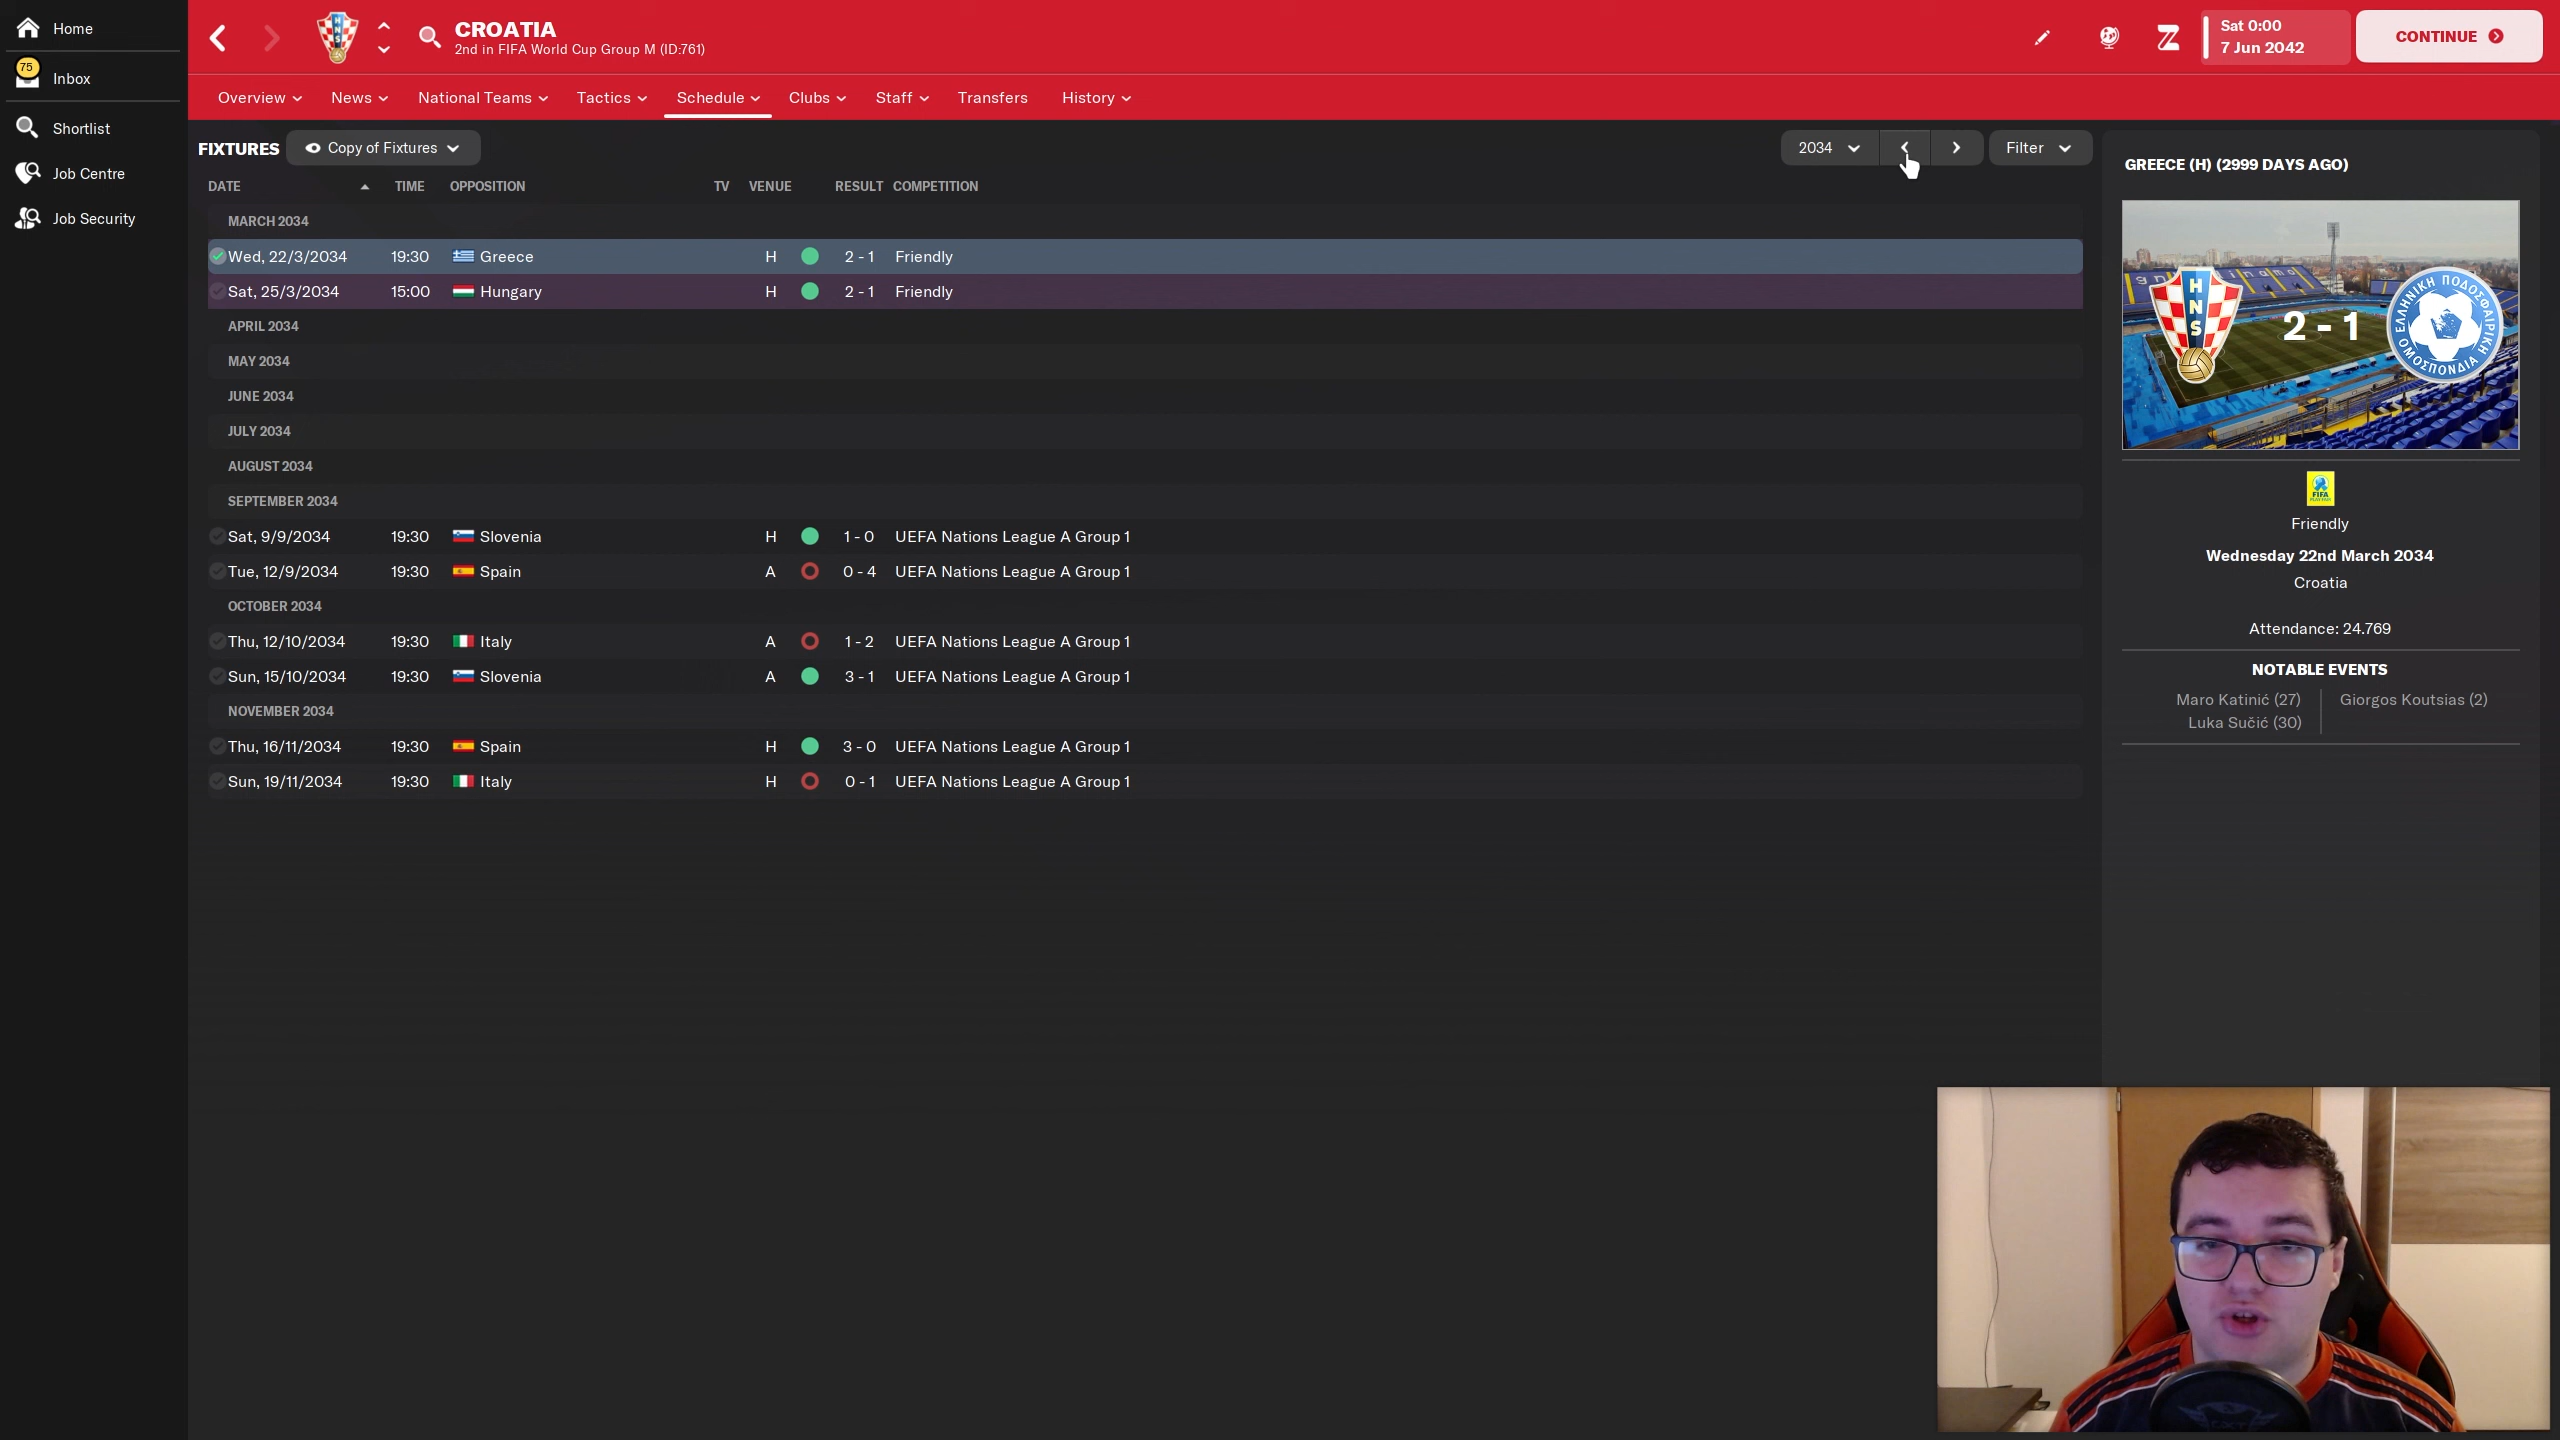 Home
75
Inbox
Shortlist
Job Centre
Job Security
CROATIA
2nd in FIFA World Cup Group M (ID:761)
Sat 0:00
7 Jun 2042
CONTINUE
Overview News National Teams Tactics Schedule Clubs Staff Transfers History
FIXTURES Copy of Fixtures 2034 Filter
DATE TIME OPPOSITION TV VENUE RESULT COMPETITION
MARCH 2034
Wed, 22/3/2034 19:30 Greece H 2 - 1 Friendly
Sat, 25/3/2034 15:00 Hungary H 2 - 1 Friendly
APRIL 2034
MAY 2034
JUNE 2034
JULY 2034
AUGUST 2034
SEPTEMBER 2034
Sat, 9/9/2034 19:30 Slovenia H 1 - 0 UEFA Nations League A Group 1
Tue, 12/9/2034 19:30 Spain A 0 - 4 UEFA Nations League A Group 1
OCTOBER 2034
Thu, 12/10/2034 19:30 Italy A 1 - 2 UEFA Nations League A Group 1
Sun, 15/10/2034 19:30 Slovenia A 3 - 1 UEFA Nations League A Group 1
NOVEMBER 2034
Thu, 16/11/2034 19:30 Spain H 3 - 0 UEFA Nations League A Group 1
Sun, 19/11/2034 19:30 Italy H 0 - 1 UEFA Nations League A Group 1
GREECE (H) (2999 DAYS AGO)
HNS
2 - 1
ΕΛΛΗΝΙΚΗ ΠΟΔΟΣΦΑΙΡΙΚΗ
ΟΜΟΣΠΟΝΔΙΑ
FIFA
Friendly
Wednesday 22nd March 2034
Croatia
Attendance: 24.769
NOTABLE EVENTS
Maro Katinić (27) Giorgos Koutsias (2)
Luka Sučić (30)